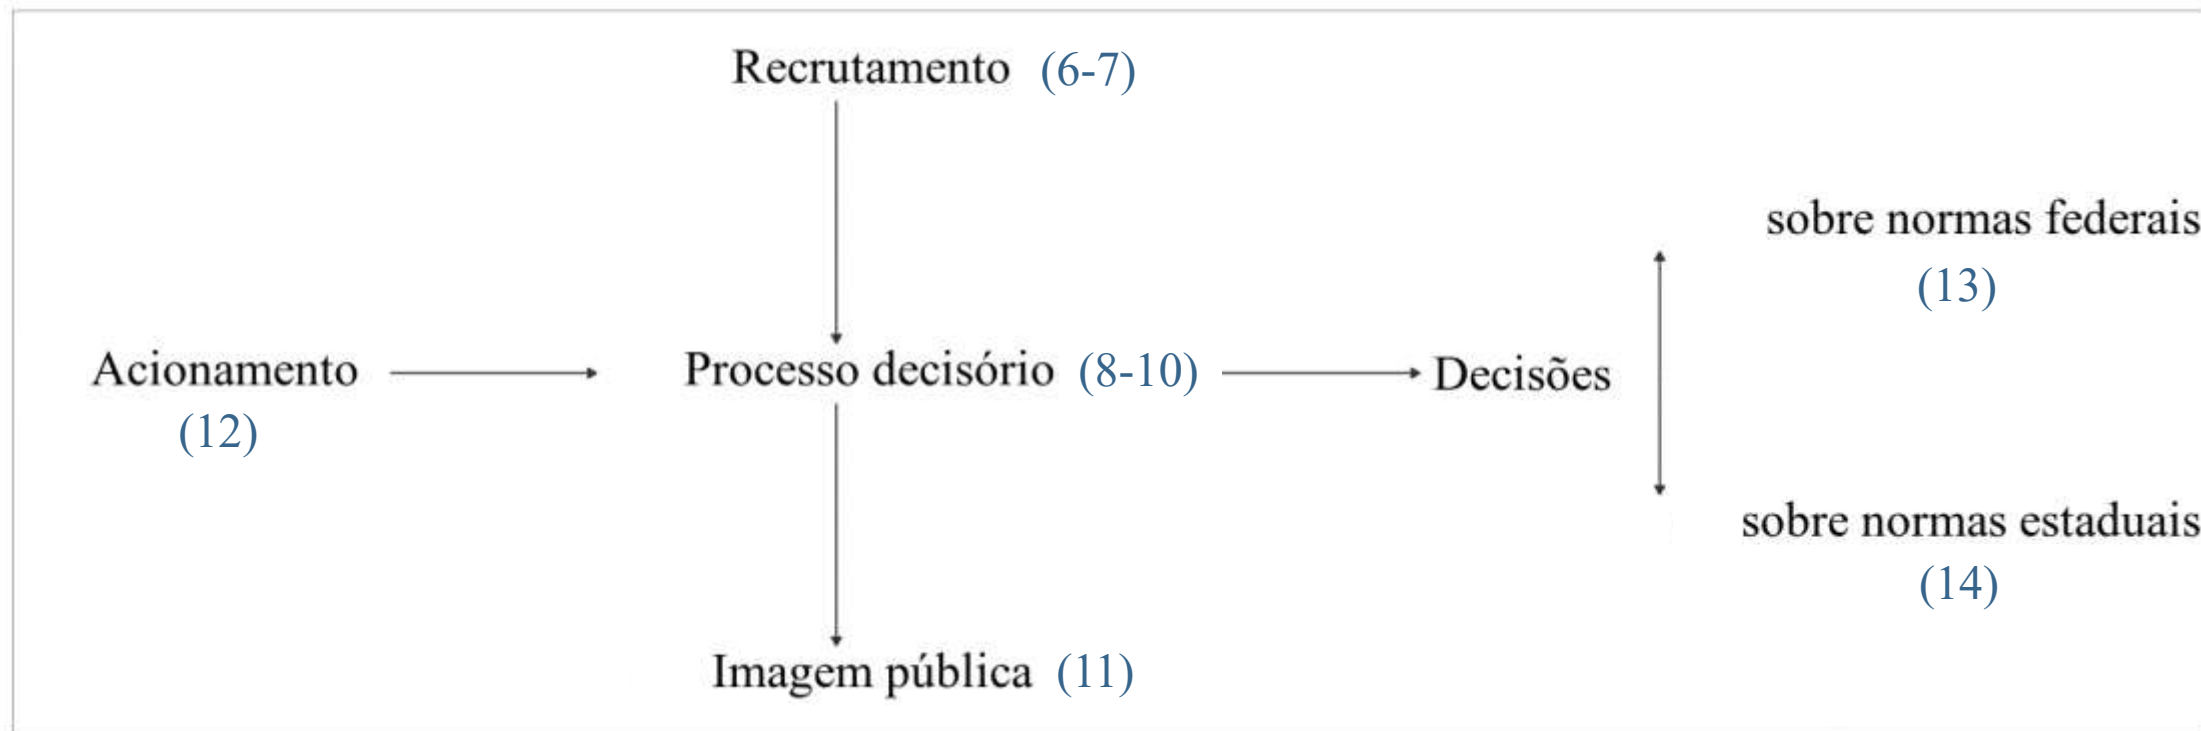 Recrutamento (6-7)
sobre normas federais
(13)
Acionamento
(12)
Processo decisório (8-10)
Decisões
sobre normas estaduais
(14)
Imagem pública (11)